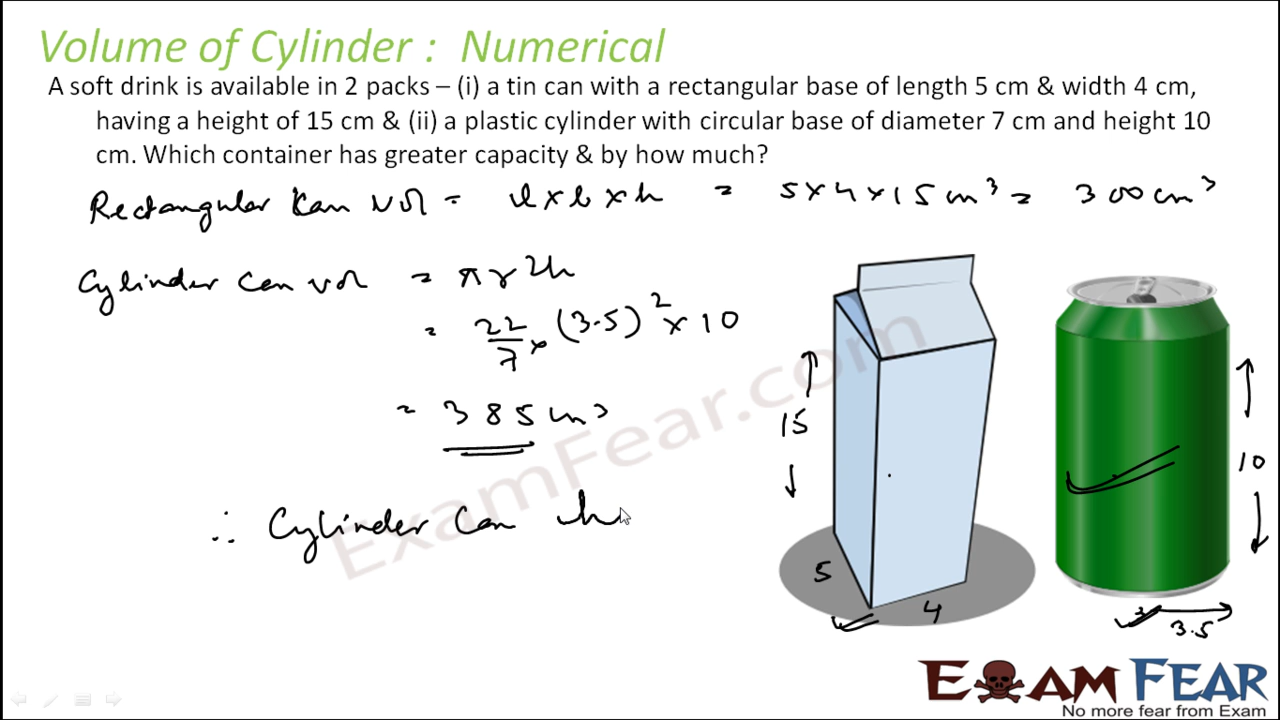 Volume of Cylinder : Numerical
A soft drink is available in 2 packs – (i) a tin can with a rectangular base of length 5 cm & width 4 cm,
having a height of 15 cm & (ii) a plastic cylinder with circular base of diameter 7 cm and height 10
cm. Which container has greater capacity & by how much?
Rectangular Can vol = l x b x h = 5 x 4 x 15 cm³ = 300 cm³
Cylinder Can vol = πr²h
= 22/7 x (3.5)² x 10
= 385 cm³
∴ Cylinder Can
15
5
4
10
3.5
ExamFear.com
EXAM FEAR
No more fear from Exam